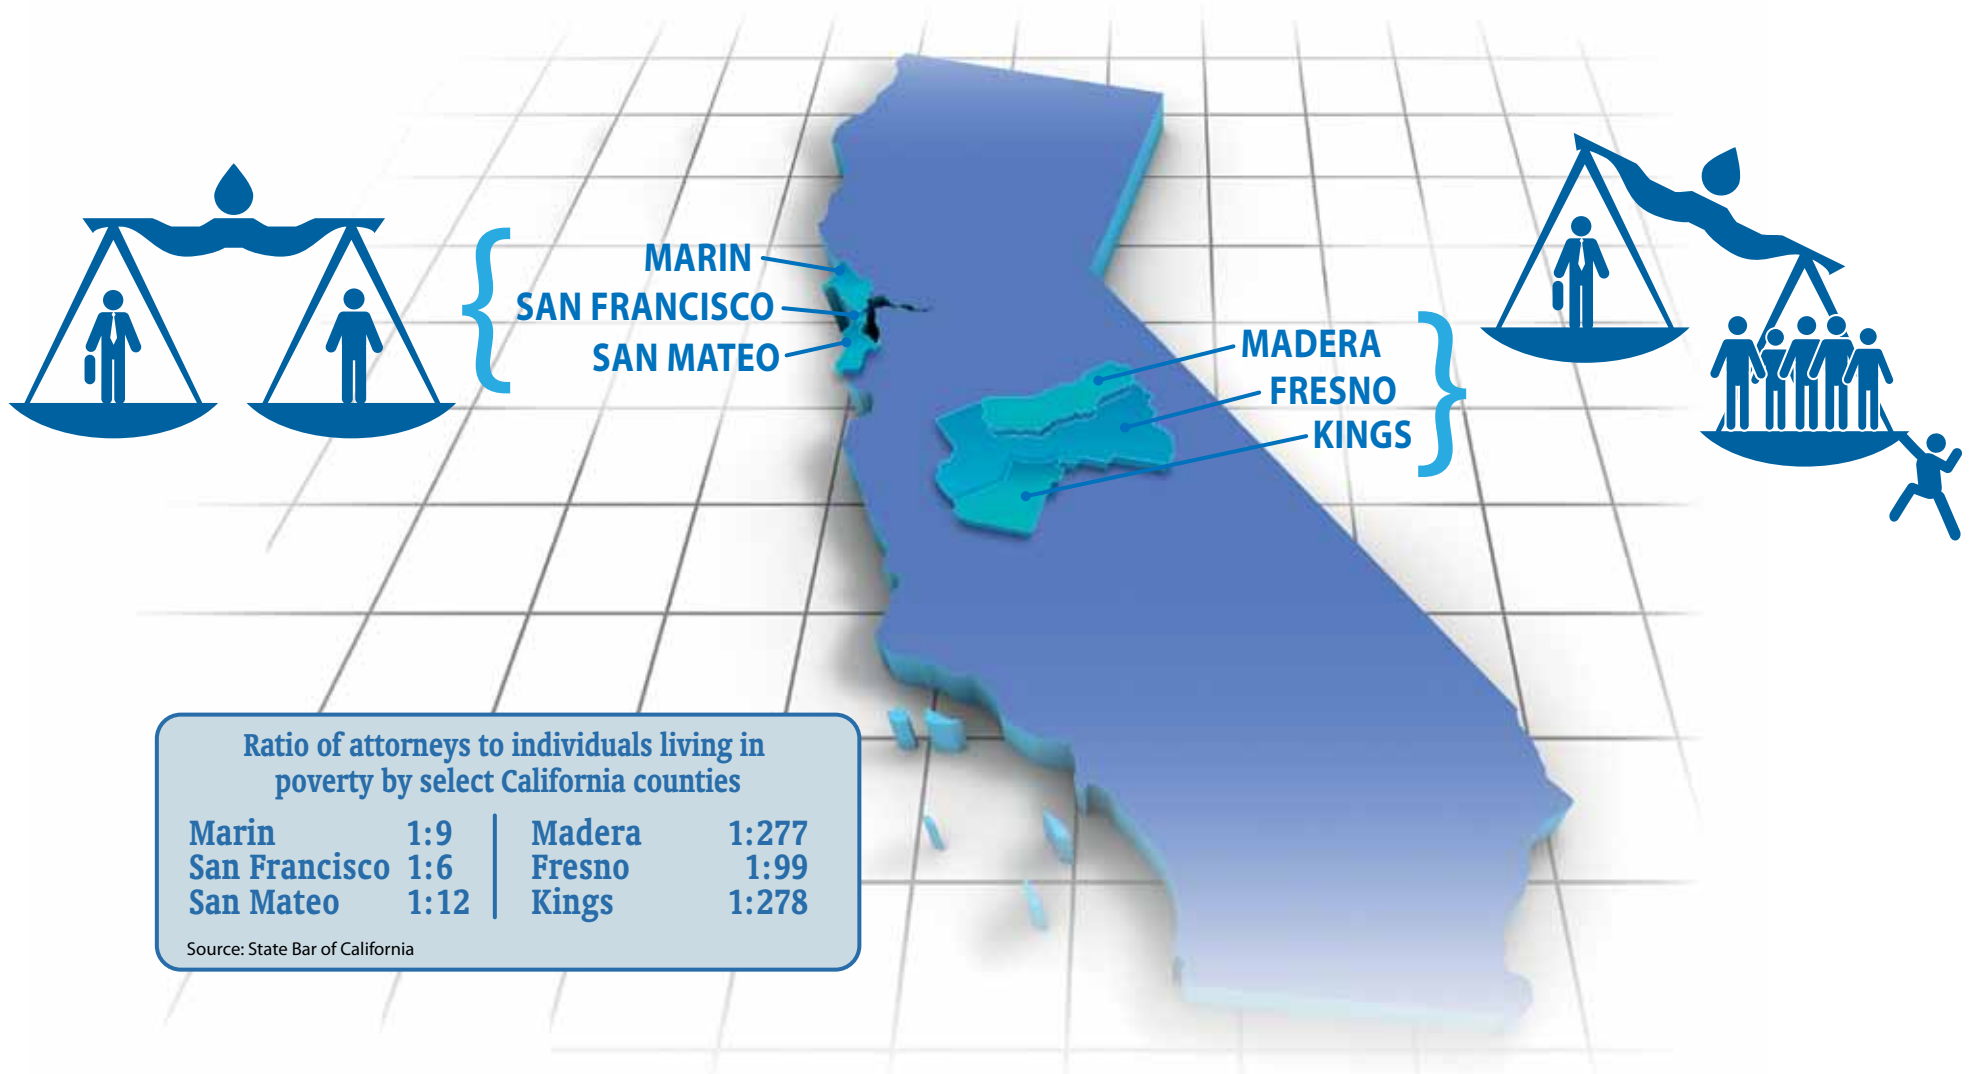 MARIN
SAN FRANCISCO
SAN MATEO
MADERA
FRESNO
KINGS
Ratio of attorneys to individuals living in
poverty by select California counties
Marin 1:9
San Francisco 1:6
San Mateo 1:12
Madera 1:277
Fresno 1:99
Kings 1:278
Source: State Bar of California